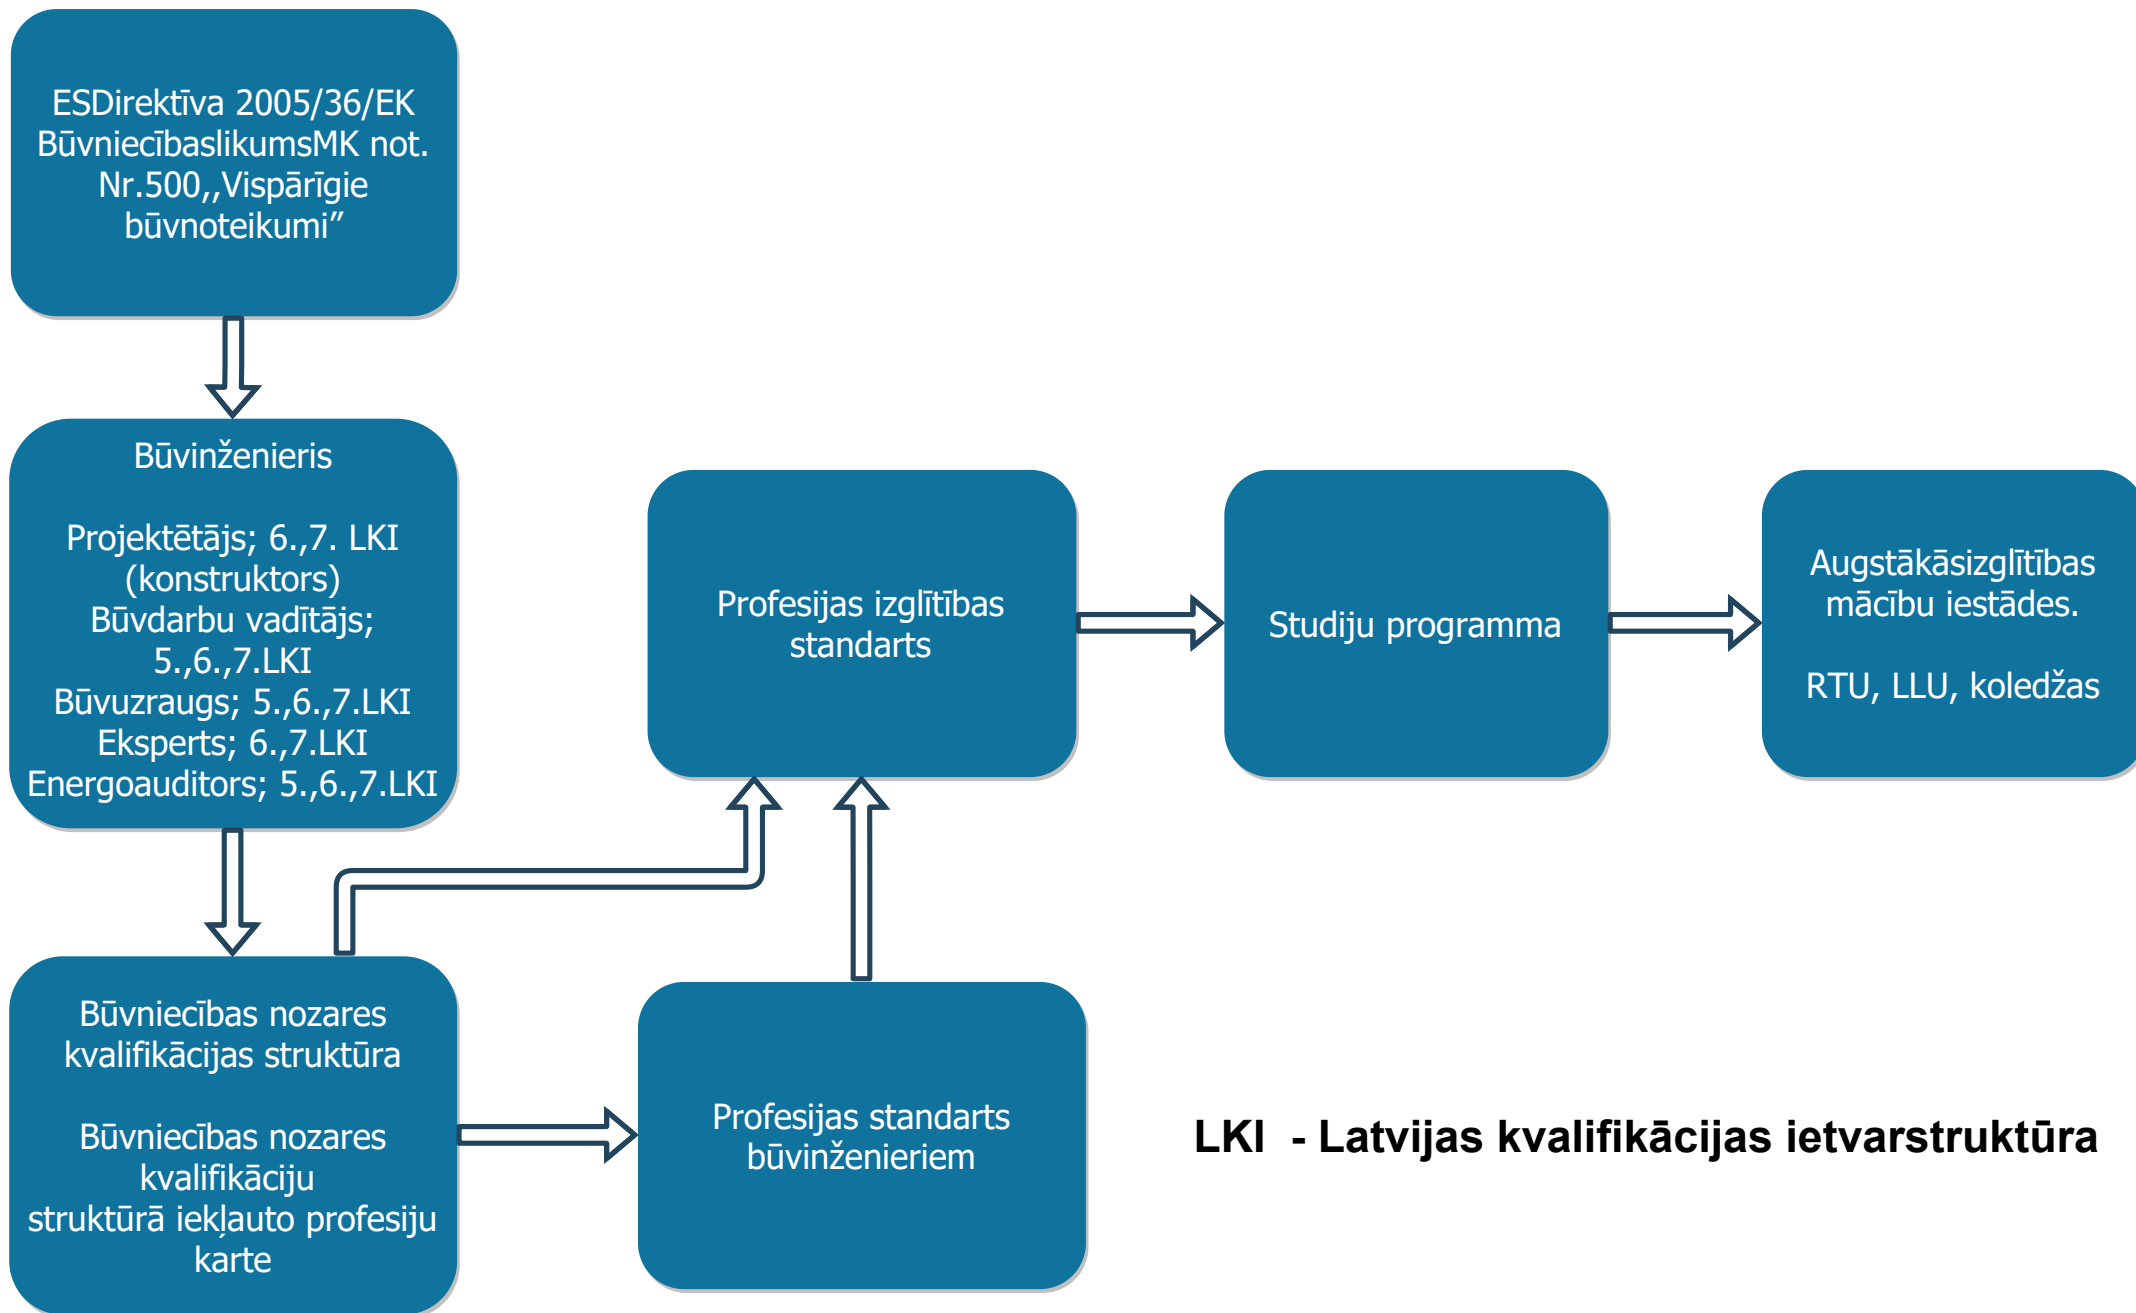 ESDirektīva 2005/36/EK
BūvniecībaslikumsMK not.
Nr.500,,Vispārīgie
būvnoteikumi”
Būvinženieris
Projektētājs; 6.,7. LKI
(konstruktors)
Būvdarbu vadītājs;
5.,6.,7.LKI
Būvuzraugs; 5.,6.,7.LKI
Eksperts; 6.,7.LKI
Energoauditors; 5.,6.,7.LKI
Būvniecības nozares
kvalifikācijas struktūra
Būvniecības nozares
kvalifikāciju
struktūrā iekļauto profesiju
karte
Profesijas izglītības
standarts
Profesijas standarts
būvinženieriem
Studiju programma
Augstākāsizglītības
mācību iestādes.
RTU, LLU, koledžas
LKI  - Latvijas kvalifikācijas ietvarstruktūra